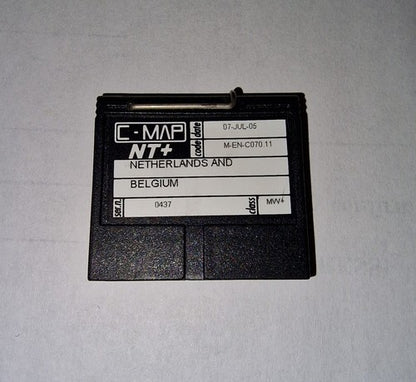 C-MAP
NT+
date 07-JUL-05
code M-EN-C070.11
NETHERLANDS AND
BELGIUM
ser.n. 0437 class MW+